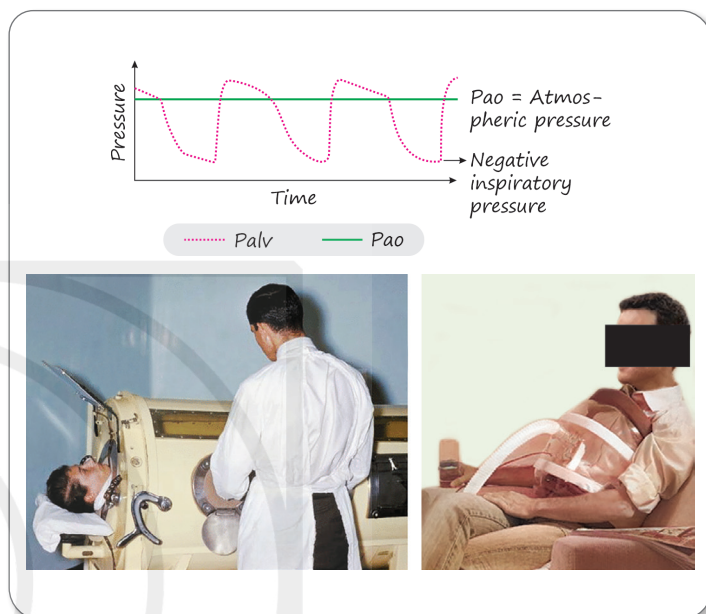 Pressure
Pao = Atmos-
pheric pressure
Negative
inspiratory
pressure
Time
Palv
Pao